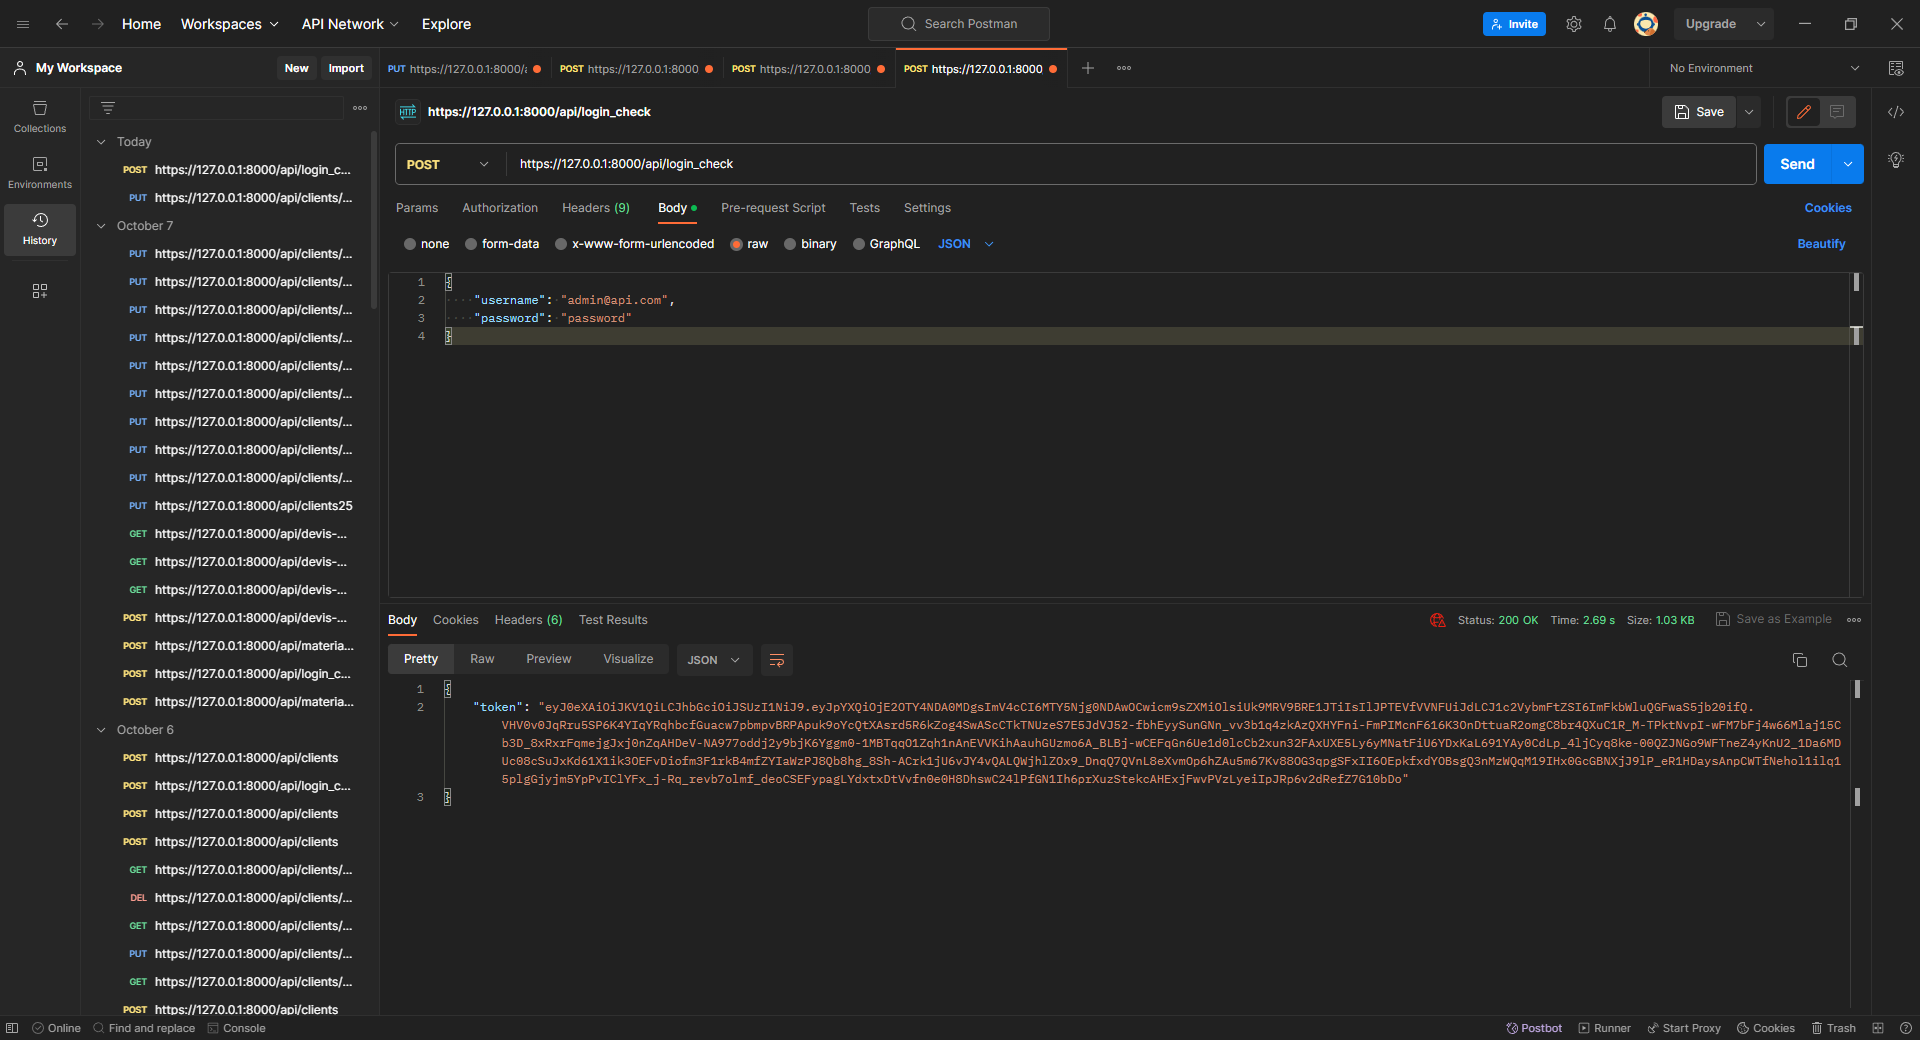 Home
Workspaces
API Network
Explore
Search Postman
Invite
Upgrade
My Workspace
New
Import
PUT https://127.0.0.1:8000/a
POST https://127.0.0.1:8000
POST https://127.0.0.1:8000
POST https://127.0.0.1:8000
No Environment
Collections
Environments
History
Today
POST https://127.0.0.1:8000/api/login_c...
PUT https://127.0.0.1:8000/api/clients/...
October 7
PUT https://127.0.0.1:8000/api/clients/...
PUT https://127.0.0.1:8000/api/clients/...
PUT https://127.0.0.1:8000/api/clients/...
PUT https://127.0.0.1:8000/api/clients/...
PUT https://127.0.0.1:8000/api/clients/...
PUT https://127.0.0.1:8000/api/clients/...
PUT https://127.0.0.1:8000/api/clients/...
PUT https://127.0.0.1:8000/api/clients/...
PUT https://127.0.0.1:8000/api/clients/...
PUT https://127.0.0.1:8000/api/clients25
GET https://127.0.0.1:8000/api/devis-...
GET https://127.0.0.1:8000/api/devis-...
GET https://127.0.0.1:8000/api/devis-...
POST https://127.0.0.1:8000/api/devis-...
POST https://127.0.0.1:8000/api/materia...
POST https://127.0.0.1:8000/api/login_c...
POST https://127.0.0.1:8000/api/materia...
October 6
POST https://127.0.0.1:8000/api/clients
POST https://127.0.0.1:8000/api/login_c...
POST https://127.0.0.1:8000/api/clients
POST https://127.0.0.1:8000/api/clients
GET https://127.0.0.1:8000/api/clients/...
DEL https://127.0.0.1:8000/api/clients/...
GET https://127.0.0.1:8000/api/clients/...
PUT https://127.0.0.1:8000/api/clients/...
GET https://127.0.0.1:8000/api/clients/...
POST https://127.0.0.1:8000/api/clients
HTTP https://127.0.0.1:8000/api/login_check
Save
POST
https://127.0.0.1:8000/api/login_check
Send
Params
Authorization
Headers (9)
Body
Pre-request Script
Tests
Settings
Cookies
none
form-data
x-www-form-urlencoded
raw
binary
GraphQL
JSON
Beautify
1 {
2 "username": "admin@api.com",
3 "password": "password"
4 }
Body
Cookies
Headers (6)
Test Results
Status: 200 OK
Time: 2.69 s
Size: 1.03 KB
Save as Example
Pretty
Raw
Preview
Visualize
JSON
1 {
2 "token": "eyJ0eXAiOiJKV1QiLCJhbGciOiJSUzI1NiJ9.eyJpYXQiOjE2OTY4NDA0MDgsImV4cCI6MTY5Njg0NDAwOCwicm9sZXMiOlsiUk9MRV9BRE1JTiIsIlJPTEVfVVNFUiJdLCJ1c2VybmFtZSI6ImFkbWluQGFwaS5jb20ifQ.
3 }
Online
Find and replace
Console
Postbot
Runner
Start Proxy
Cookies
Trash